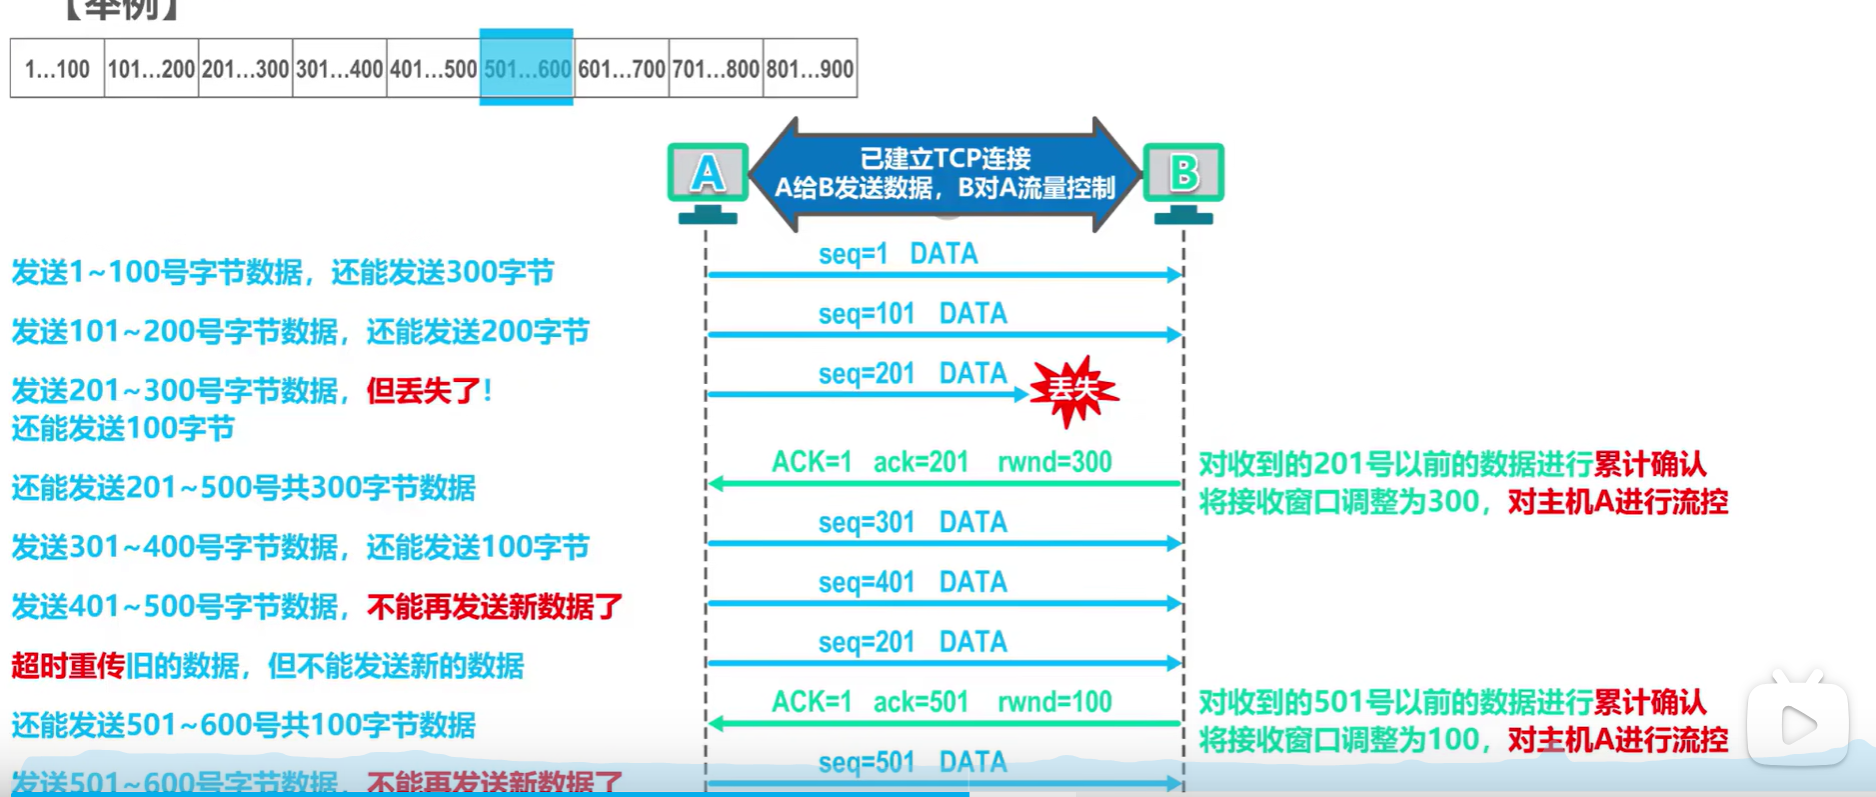 【举例】
1...100 101...200 201...300 301...400 401...500 501...600 601...700 701...800 801...900
A
已建立TCP连接
A给B发送数据，B对A流量控制
B
seq=1 DATA
发送1~100号字节数据，还能发送300字节
seq=101 DATA
发送101~200号字节数据，还能发送200字节
seq=201 DATA
丢失
发送201~300号字节数据，但丢失了！
还能发送100字节
ACK=1 ack=201 rwnd=300
对收到的201号以前的数据进行累计确认
将接收窗口调整为300，对主机A进行流控
还能发送201~500号共300字节数据
seq=301 DATA
发送301~400号字节数据，还能发送100字节
seq=401 DATA
发送401~500号字节数据，不能再发送新数据了
seq=201 DATA
超时重传旧的数据，但不能发送新的数据
ACK=1 ack=501 rwnd=100
对收到的501号以前的数据进行累计确认
将接收窗口调整为100，对主机A进行流控
还能发送501~600号共100字节数据
seq=501 DATA
发送501~600号字节数据，不能再发送新数据了